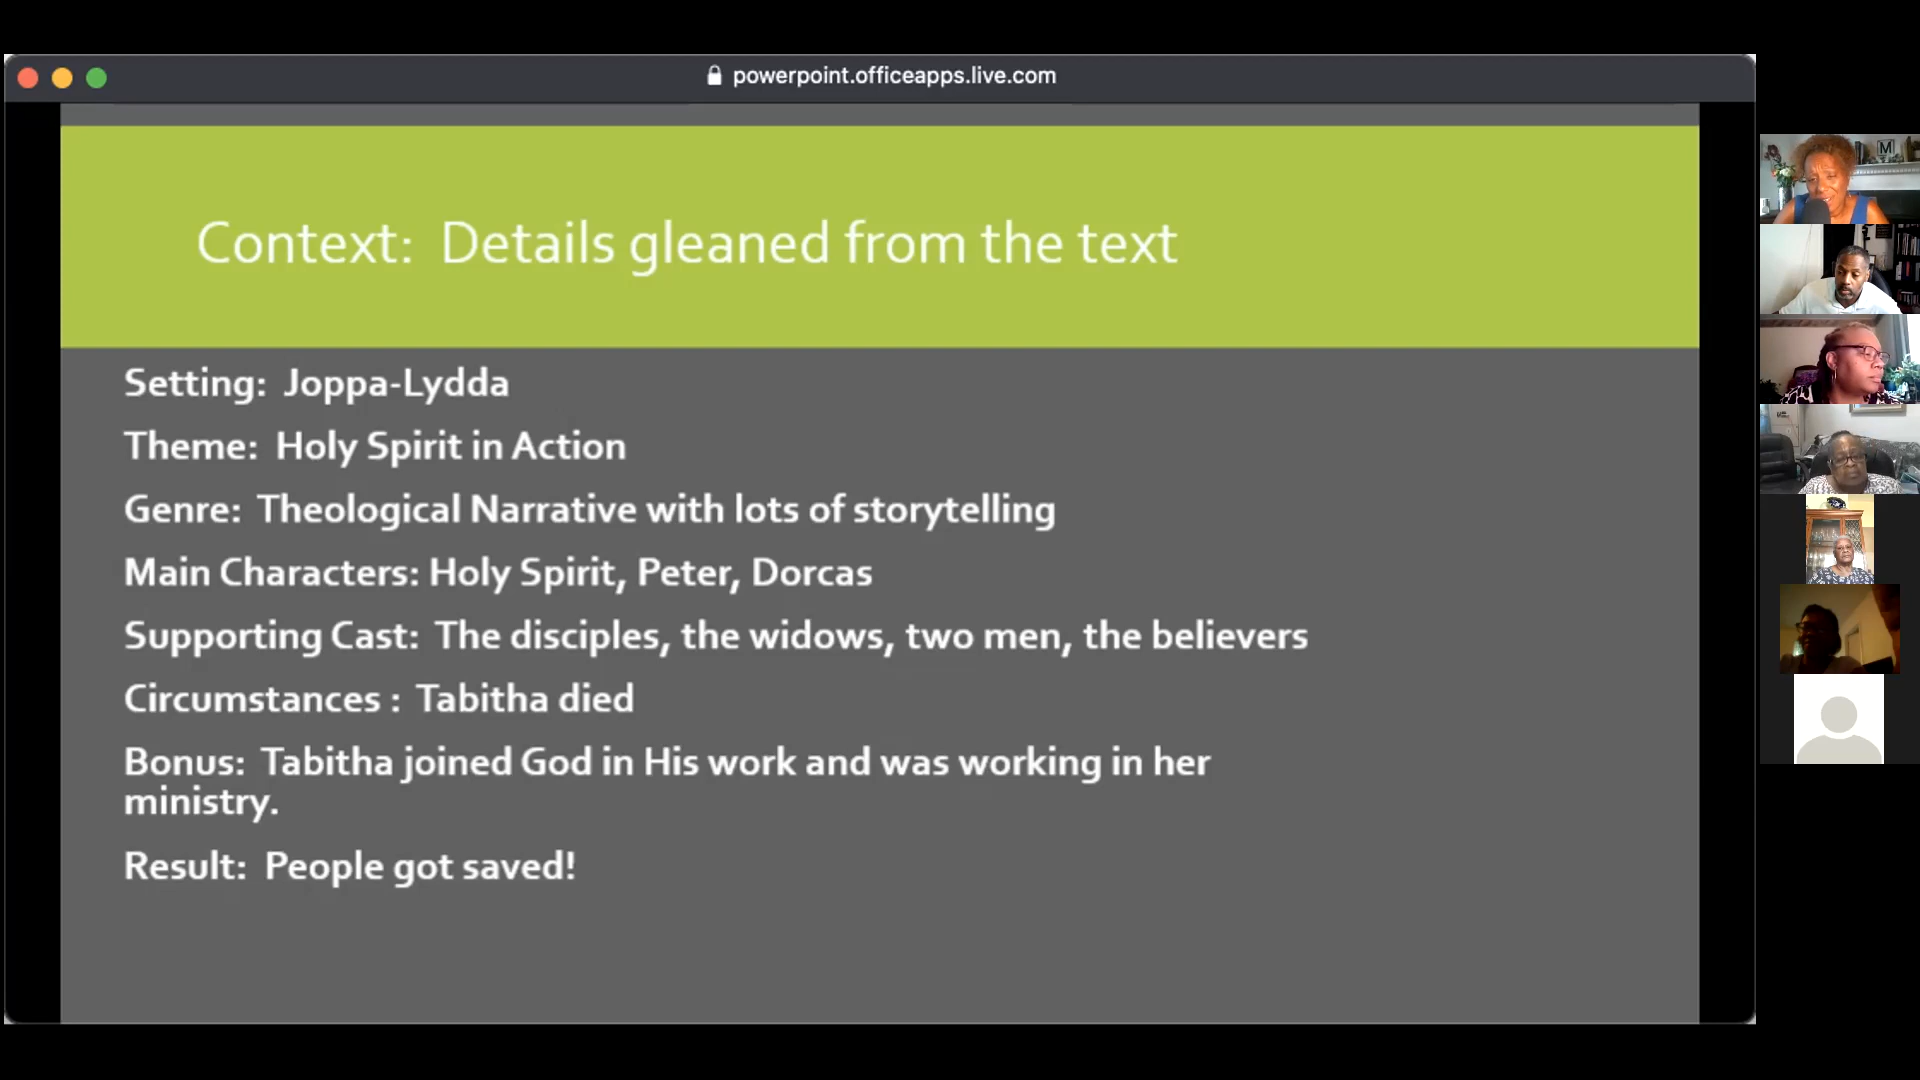 powerpoint.officeapps.live.com
Context: Details gleaned from the text
Setting: Joppa-Lydda
Theme: Holy Spirit in Action
Genre: Theological Narrative with lots of storytelling
Main Characters: Holy Spirit, Peter, Dorcas
Supporting Cast: The disciples, the widows, two men, the believers
Circumstances : Tabitha died
Bonus: Tabitha joined God in His work and was working in her
ministry.
Result: People got saved!
M